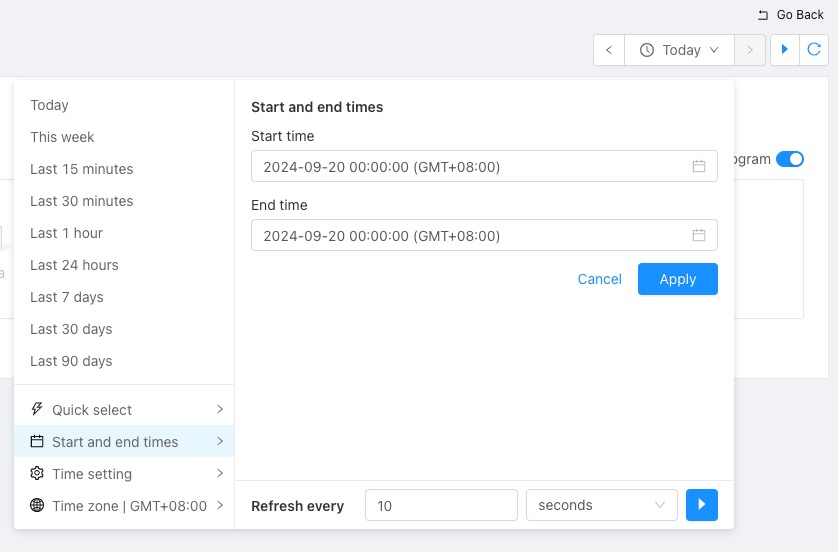 Go Back
Today
Today
This week
Last 15 minutes
Last 30 minutes
Last 1 hour
Last 24 hours
Last 7 days
Last 30 days
Last 90 days
Quick select
Start and end times
Time setting
Time zone | GMT+08:00
Start and end times
Start time
2024-09-20 00:00:00 (GMT+08:00)
End time
2024-09-20 00:00:00 (GMT+08:00)
Cancel Apply
Refresh every 10 seconds
ogram
a